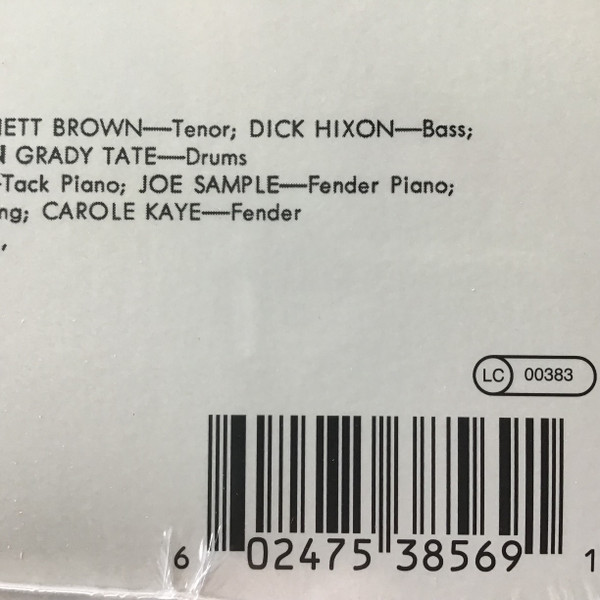 ETT BROWN—Tenor; DICK HIXON—Bass;
GRADY TATE—Drums
-Tack Piano; JOE SAMPLE—Fender Piano;
ng; CAROLE KAYE—Fender
,
LC 00383
6 02475 38569 1